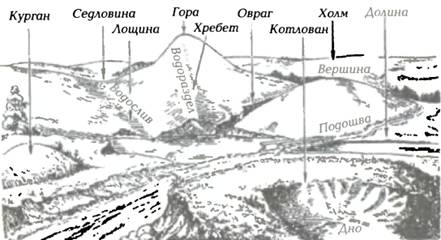 Курган
Седловина
Лощина
Гора
Хребет
Овраг
Котлован
Холм
Долина
Вершина
Водослив
Водораздел
Подошва
Дно